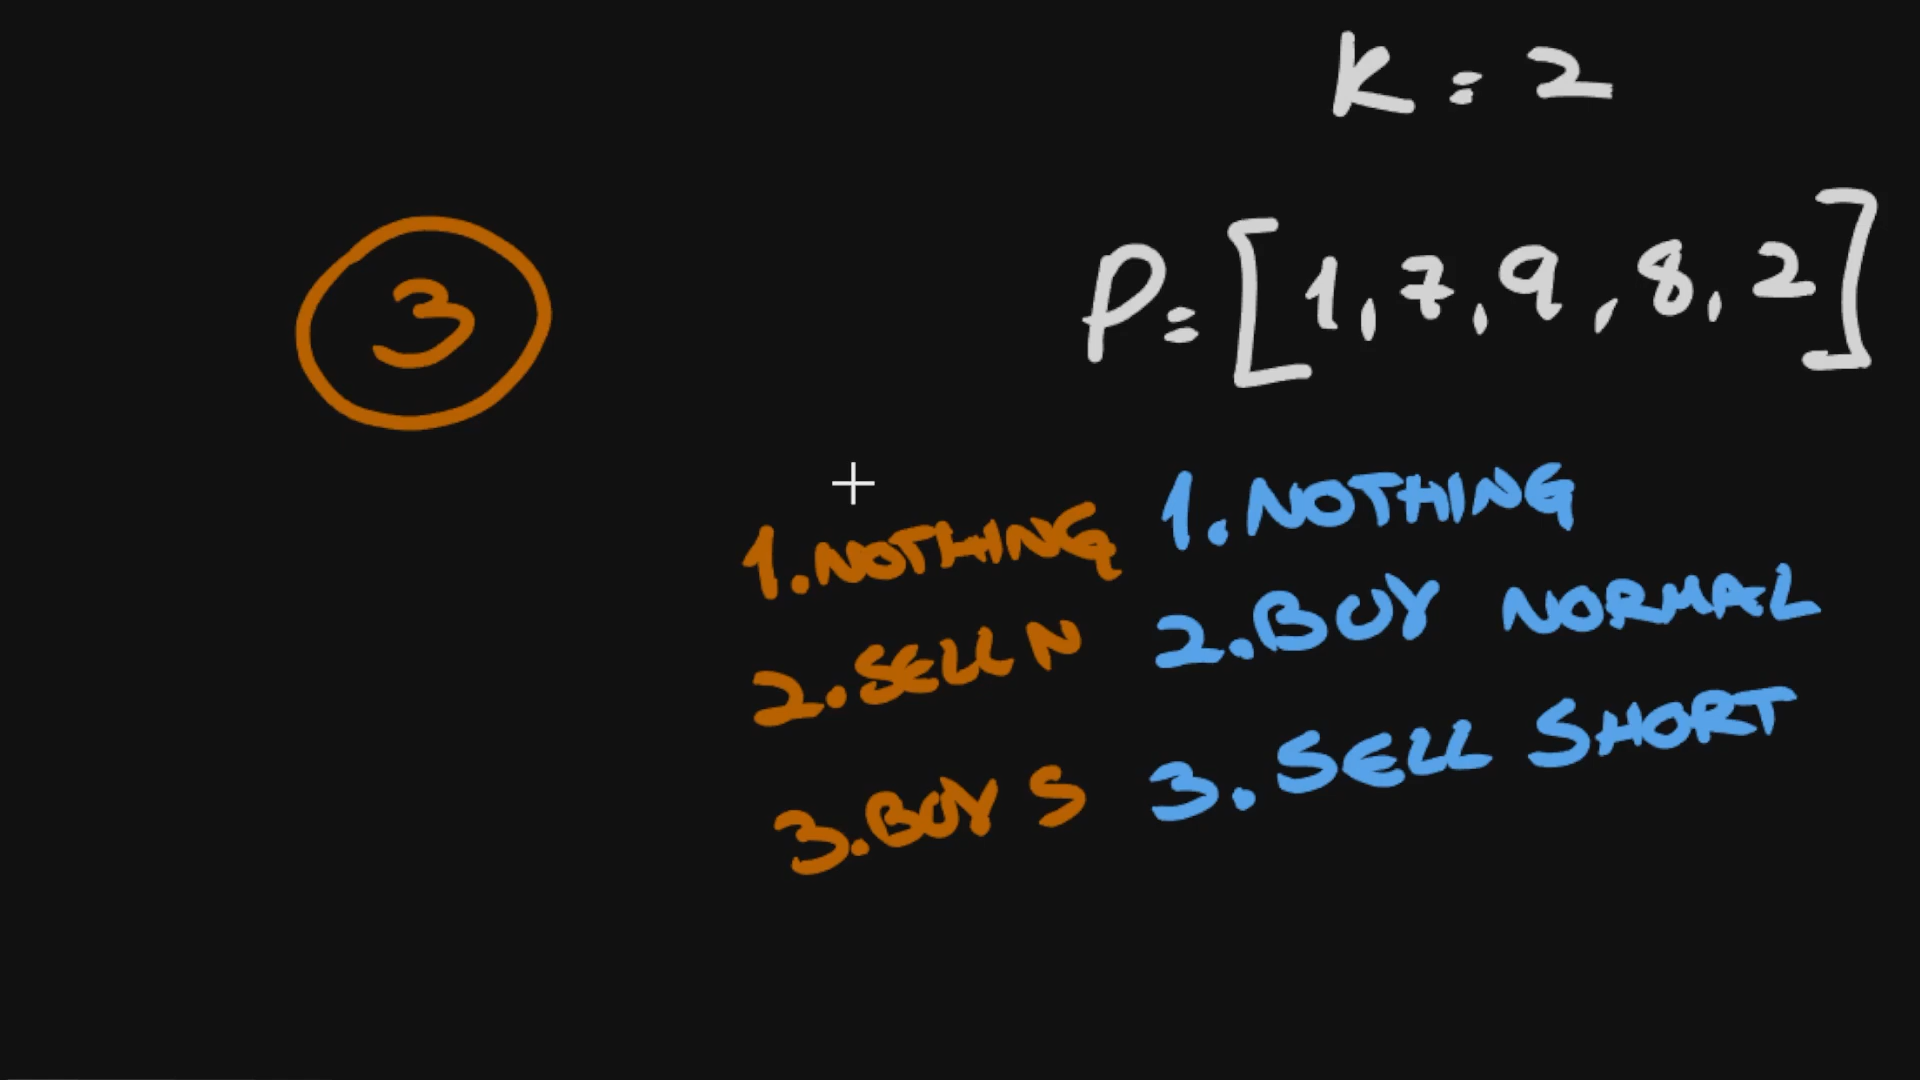 K = 2
3
P = [1, 7, 9, 8, 2]
1. NOTHING
2. SELL N
3. BUY S
1. NOTHING
2. BUY NORMAL
3. SELL SHORT